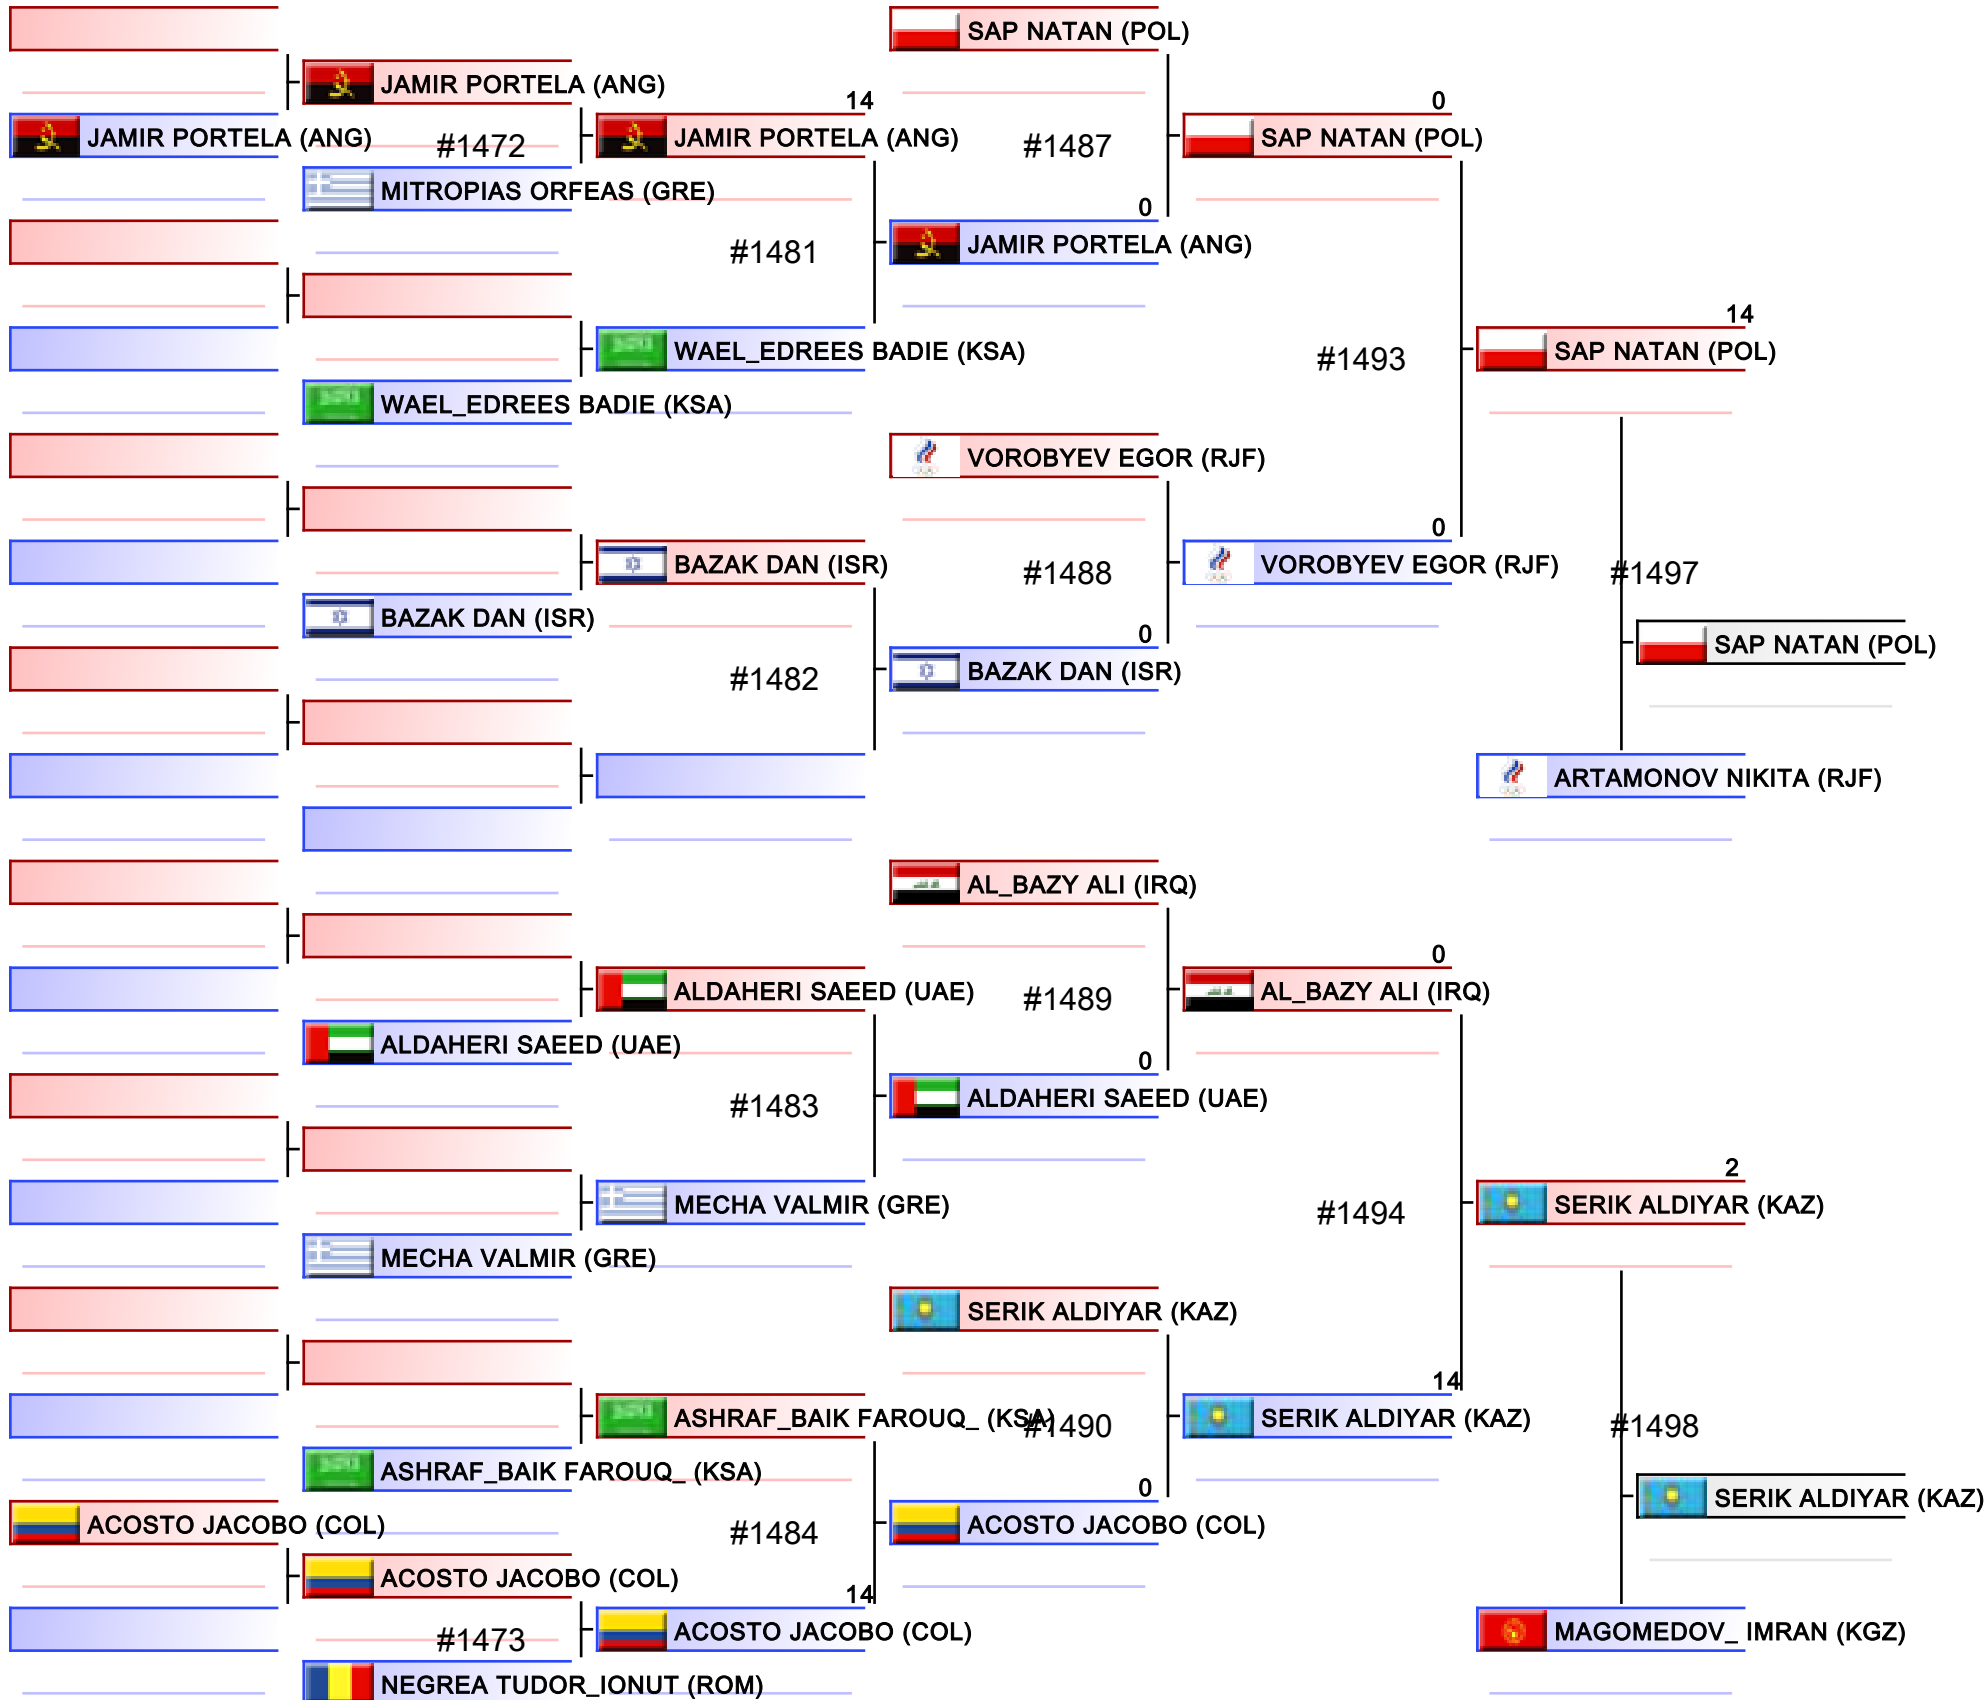 SAP NATAN (POL)
JAMIR PORTELA (ANG)
14
0
JAMIR PORTELA (ANG)
#1472
JAMIR PORTELA (ANG)
#1487
SAP NATAN (POL)
MITROPIAS ORFEAS (GRE)
0
#1481
JAMIR PORTELA (ANG)
14
WAEL_EDREES BADIE (KSA)
#1493
SAP NATAN (POL)
WAEL_EDREES BADIE (KSA)
VOROBYEV EGOR (RJF)
0
BAZAK DAN (ISR)
#1488
VOROBYEV EGOR (RJF)
#1497
BAZAK DAN (ISR)
0
SAP NATAN (POL)
#1482
BAZAK DAN (ISR)
ARTAMONOV NIKITA (RJF)
AL_BAZY ALI (IRQ)
0
ALDAHERI SAEED (UAE)
#1489
AL_BAZY ALI (IRQ)
ALDAHERI SAEED (UAE)
0
#1483
ALDAHERI SAEED (UAE)
2
MECHA VALMIR (GRE)
#1494
SERIK ALDIYAR (KAZ)
MECHA VALMIR (GRE)
SERIK ALDIYAR (KAZ)
14
ASHRAF_BAIK FAROUQ_ (KSA)
#1490
SERIK ALDIYAR (KAZ)
#1498
ASHRAF_BAIK FAROUQ_ (KSA)
0
SERIK ALDIYAR (KAZ)
ACOSTO JACOBO (COL)
#1484
ACOSTO JACOBO (COL)
ACOSTO JACOBO (COL)
14
#1473
ACOSTO JACOBO (COL)
MAGOMEDOV_ IMRAN (KGZ)
NEGREA TUDOR_IONUT (ROM)